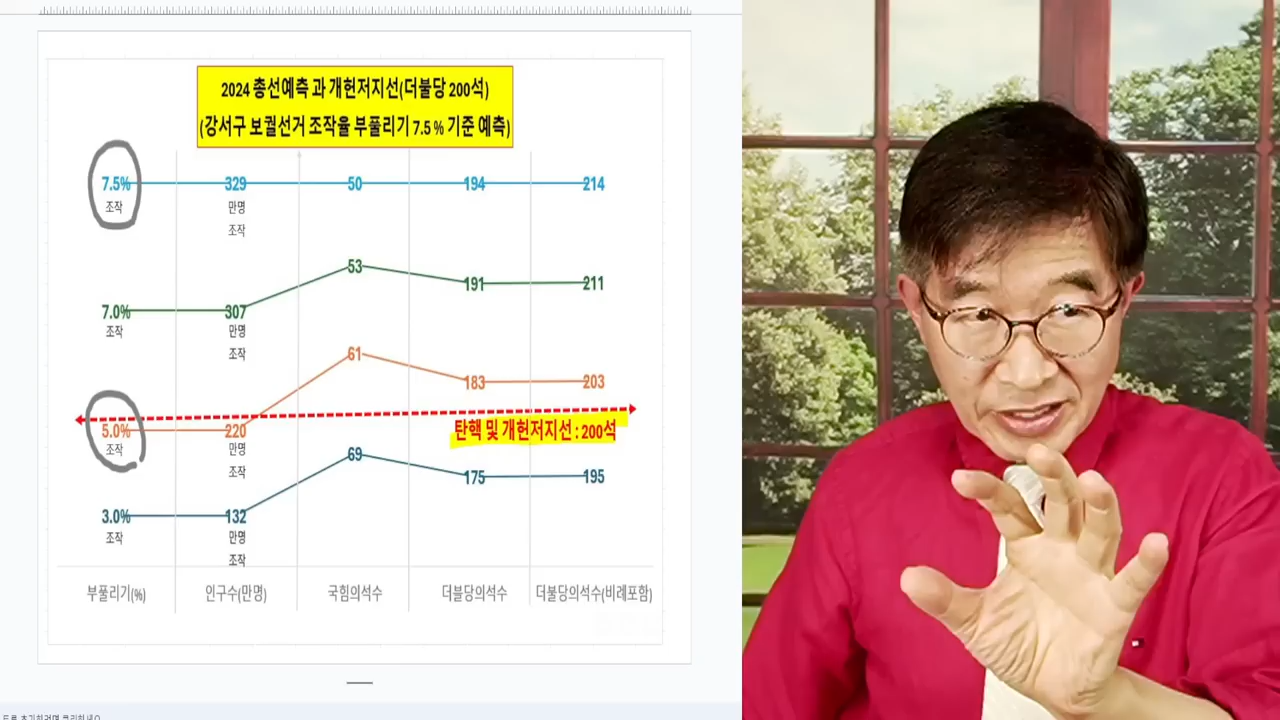 2024 총선예측 과 개헌저지선(더불당 200석)
(강서구 보궐선거 조작율 부풀리기 7.5 % 기준 예측)
7.5% 329 50 194 214
조작 만명
조작
53
7.0% 307 191 211
조작 만명
조작
61
183 203
5.0% 220 탄핵 및 개헌저지선 : 200석
조작 만명
조작
69
175 195
3.0% 132
조작 만명
조작
부풀리기(%) 인구수(만명) 국힘의석수 더블당의석수 더불당의석수(비례포함)